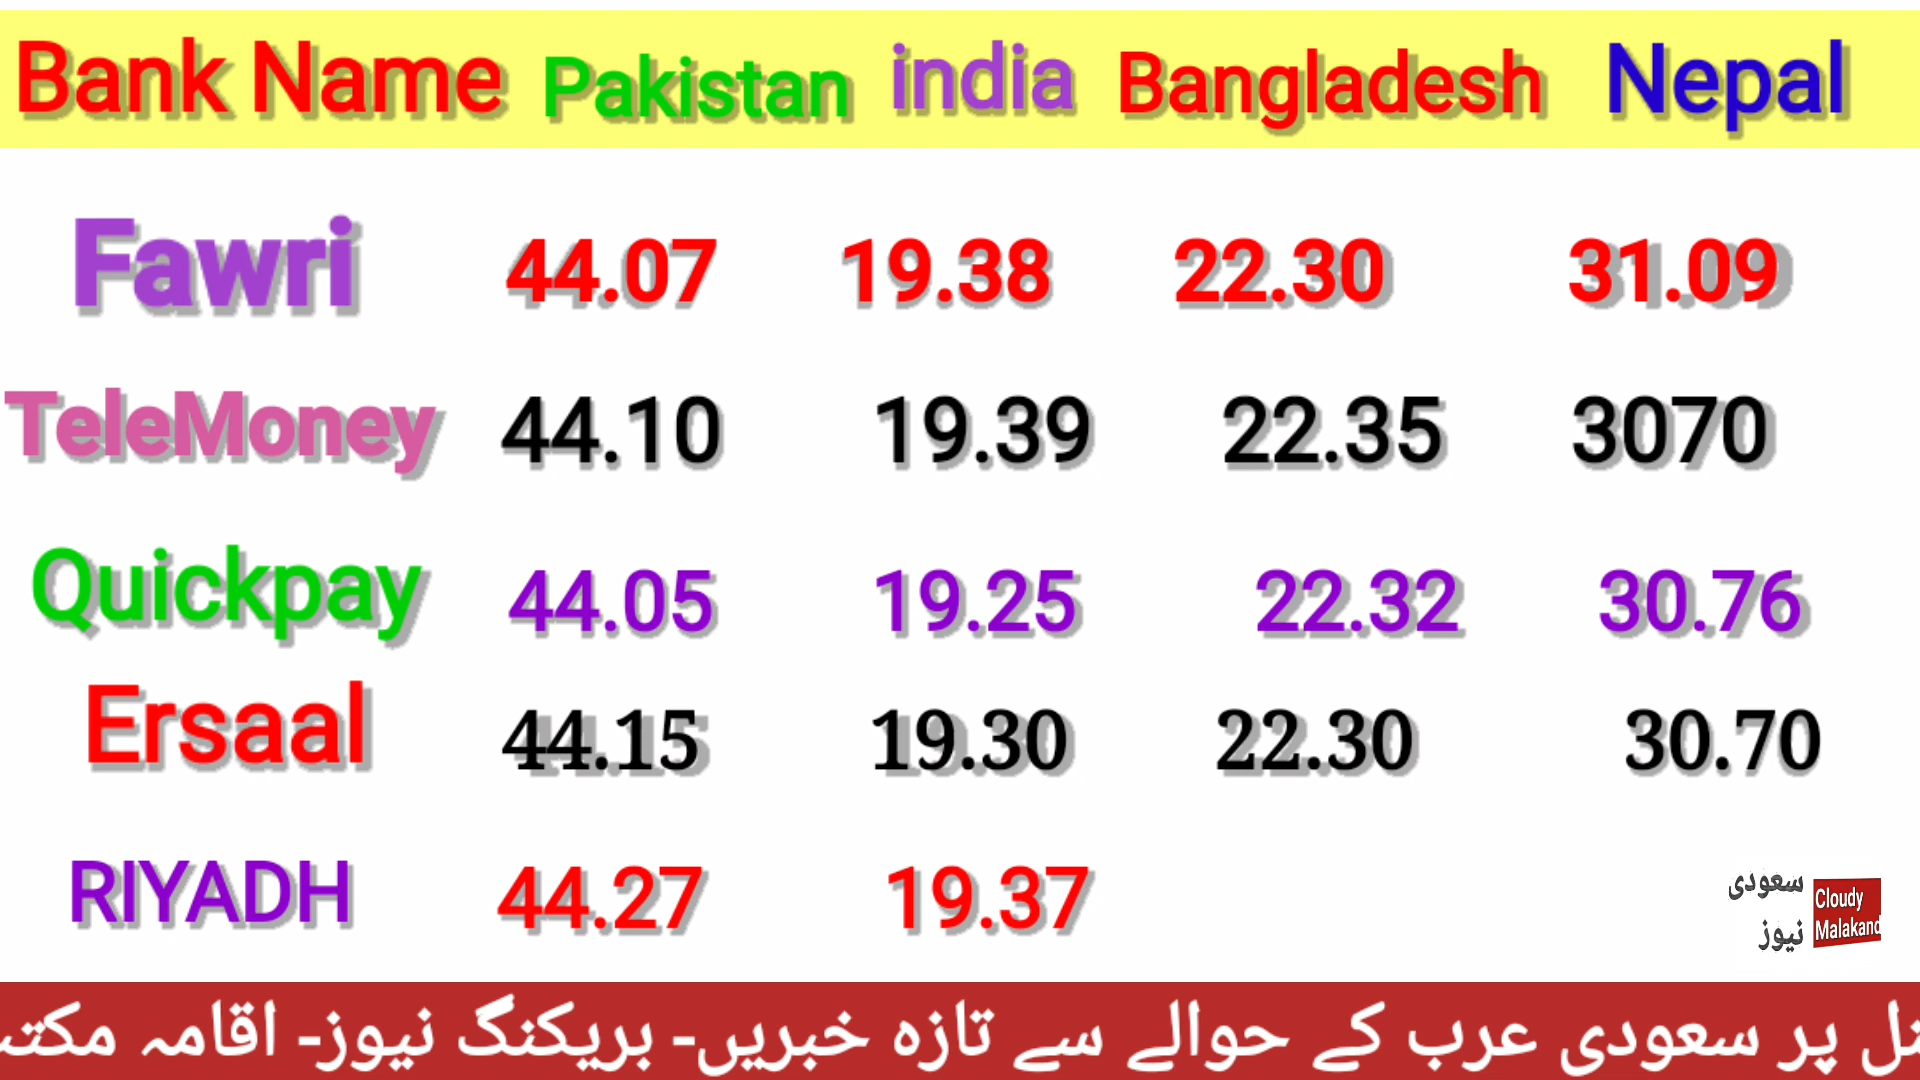 Bank Name Pakistan india Bangladesh Nepal
Fawri 44.07 19.38 22.30 31.09
TeleMoney 44.10 19.39 22.35 3070
Quickpay 44.05 19.25 22.32 30.76
Ersaal 44.15 19.30 22.30 30.70
RIYADH 44.27 19.37
سعودی
نیوز
Cloudy
Malakand
پر سعودی عرب کے حوالے سے تازہ خبریں- بریکنگ نیوز- اقامہ